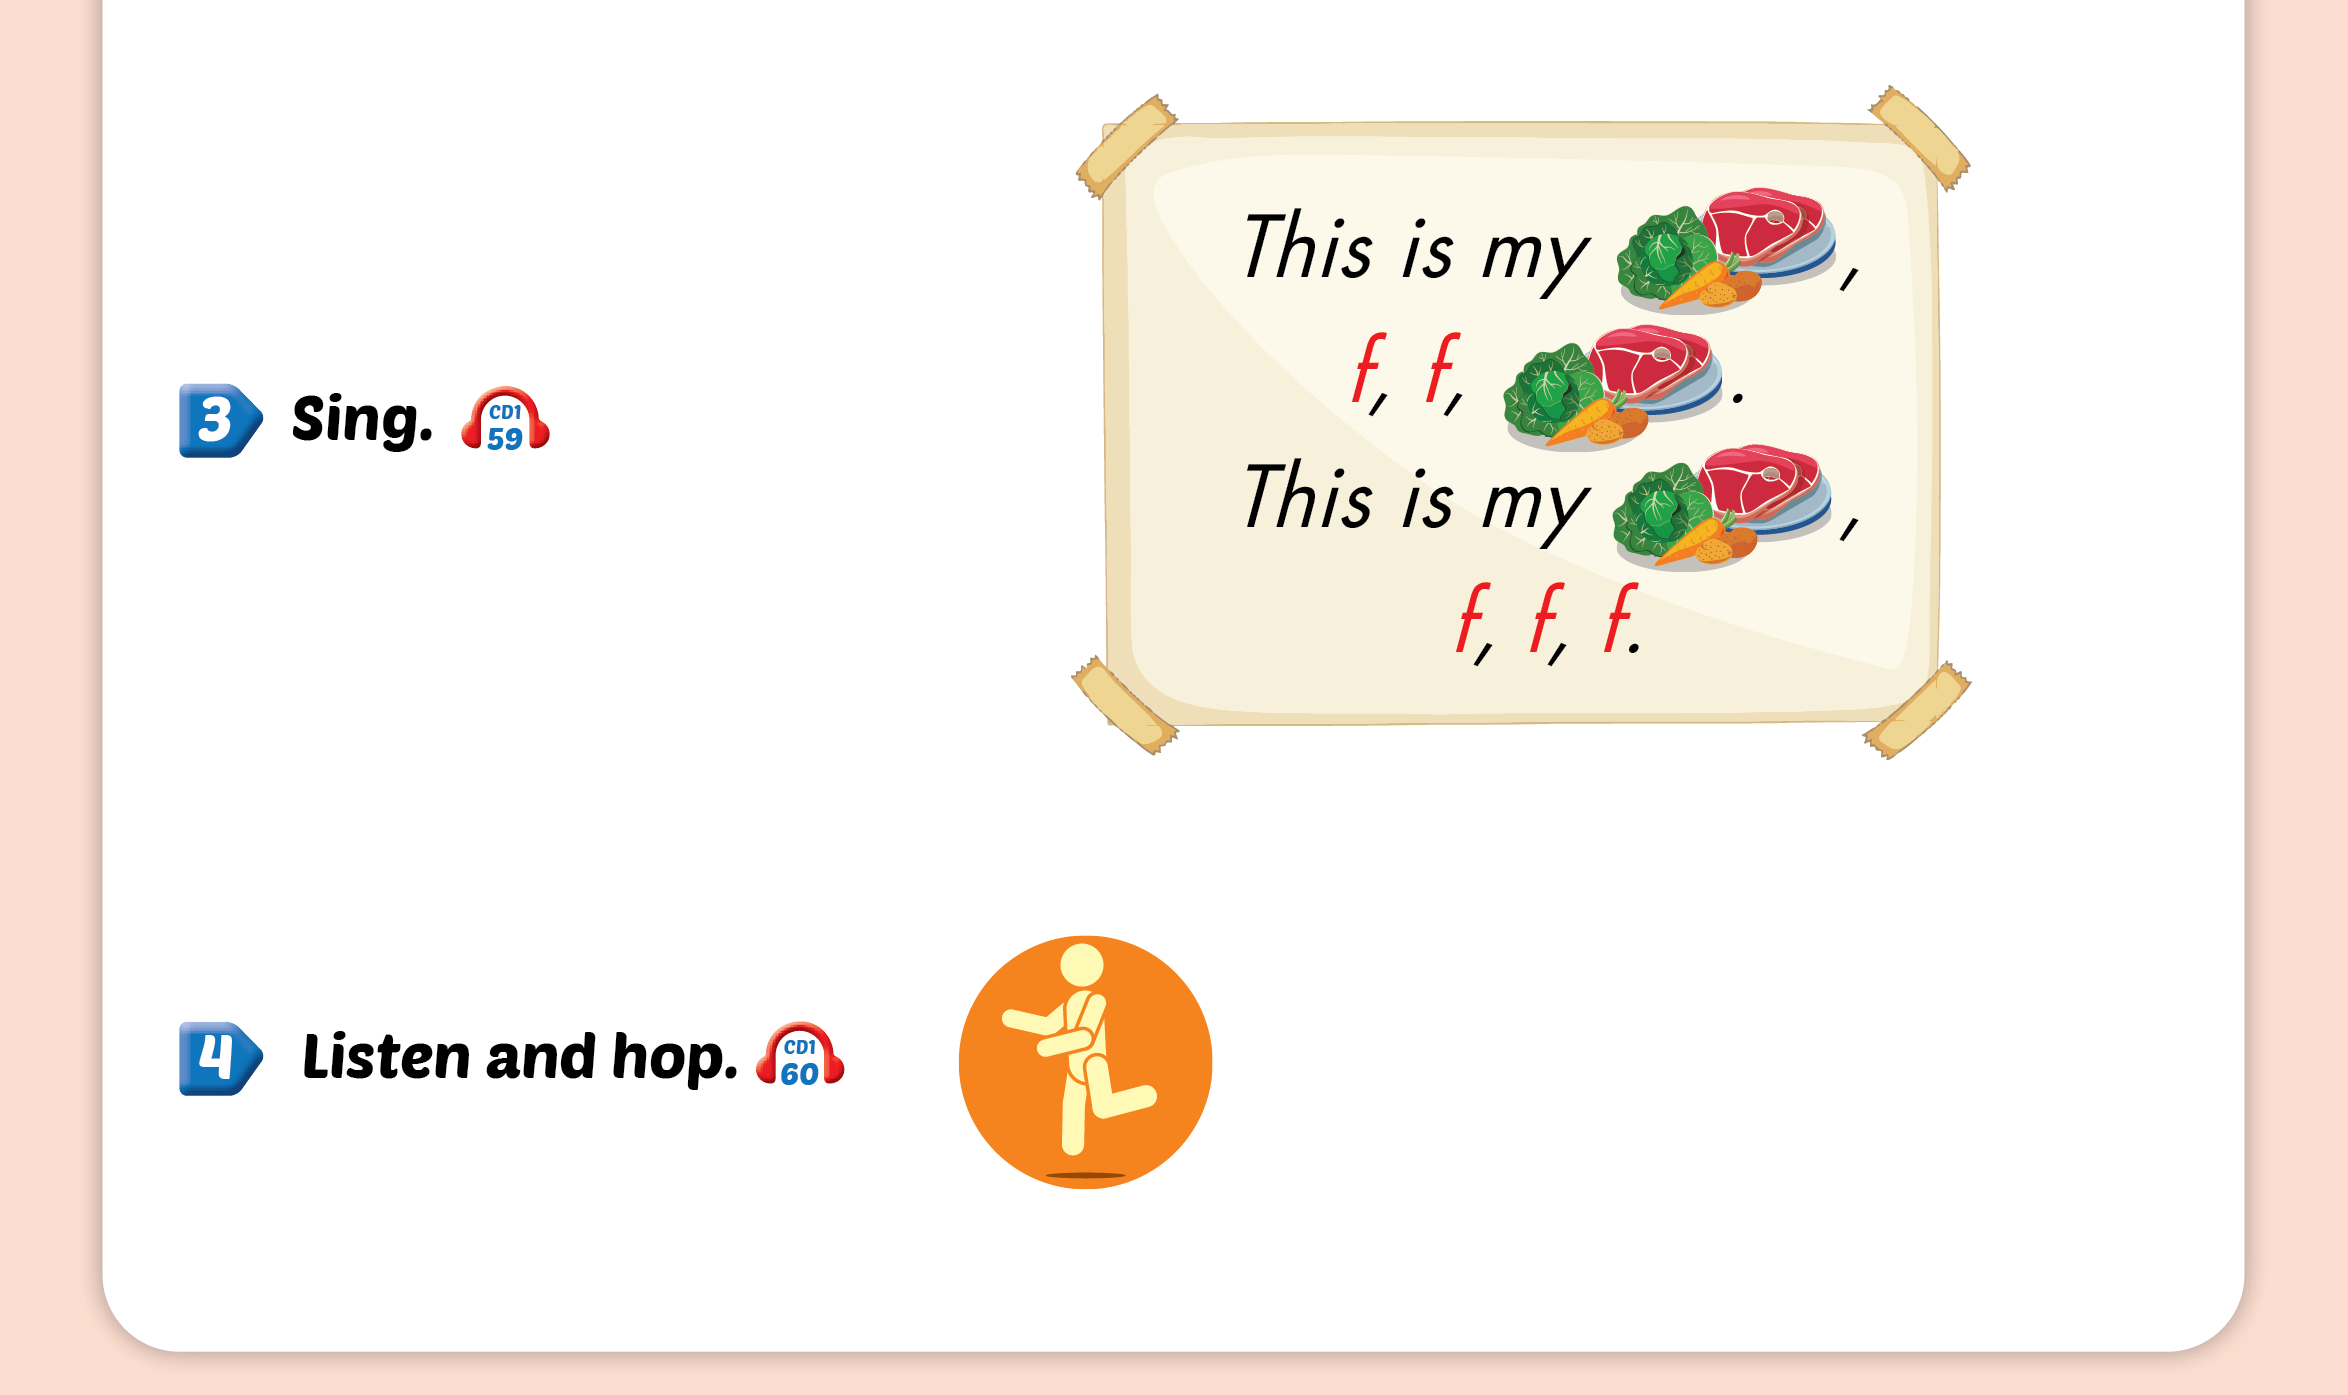 This is my ,
f, f, .
3 Sing. CD1 59
This is my ,
f, f, f.
4 Listen and hop. CD1 60